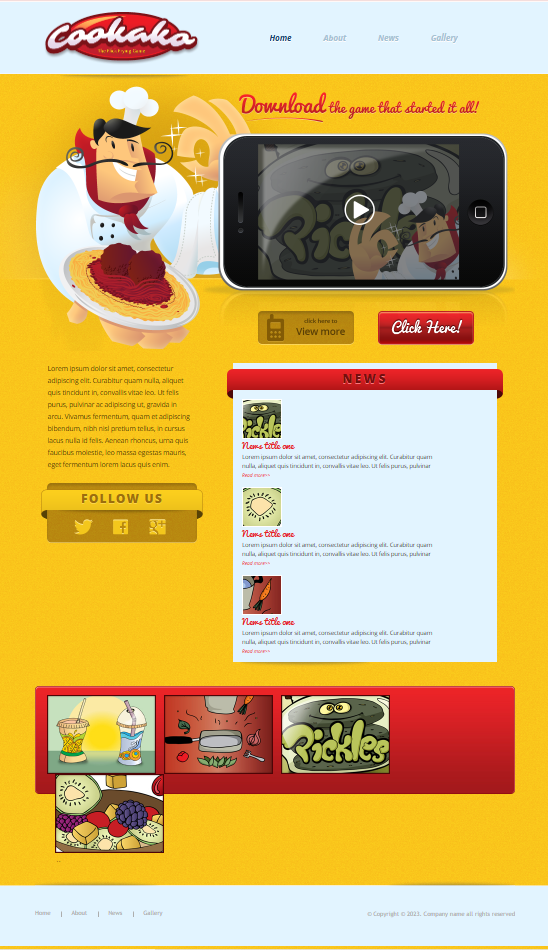 Cookaka
The Film Frying Game
Home About News Gallery
Download the game that started it all!
Pick
click here to
View more
Click Here!
Lorem ipsum dolor sit amet, consectetur
adipiscing elit. Curabitur quam nulla, aliquet
quis tincidunt in, convallis vitae leo. Ut felis
purus, pulvinar ac adipiscing ut, gravida in
arcu. Vivamus fermentum, quam et adipiscing
bibendum, nibh nisl pretium tellus, in cursus
lacus nulla id felis. Aenean rhoncus, urna quis
faucibus molestie, leo massa egestas mauris,
eget fermentum lorem lacus quis enim.
FOLLOW US
NEWS
News title one
Lorem ipsum dolor sit amet, consectetur adipiscing elit. Curabitur quam
nulla, aliquet quis tincidunt in, convallis vitae leo. Ut felis purus, pulvinar
Read more>>
News title one
Lorem ipsum dolor sit amet, consectetur adipiscing elit. Curabitur quam
nulla, aliquet quis tincidunt in, convallis vitae leo. Ut felis purus, pulvinar
Read more>>
News title one
Lorem ipsum dolor sit amet, consectetur adipiscing elit. Curabitur quam
nulla, aliquet quis tincidunt in, convallis vitae leo. Ut felis purus, pulvinar
Read more>>
Pickles
Home | About | News | Gallery
© Copyright © 2021. Company name all rights reserved